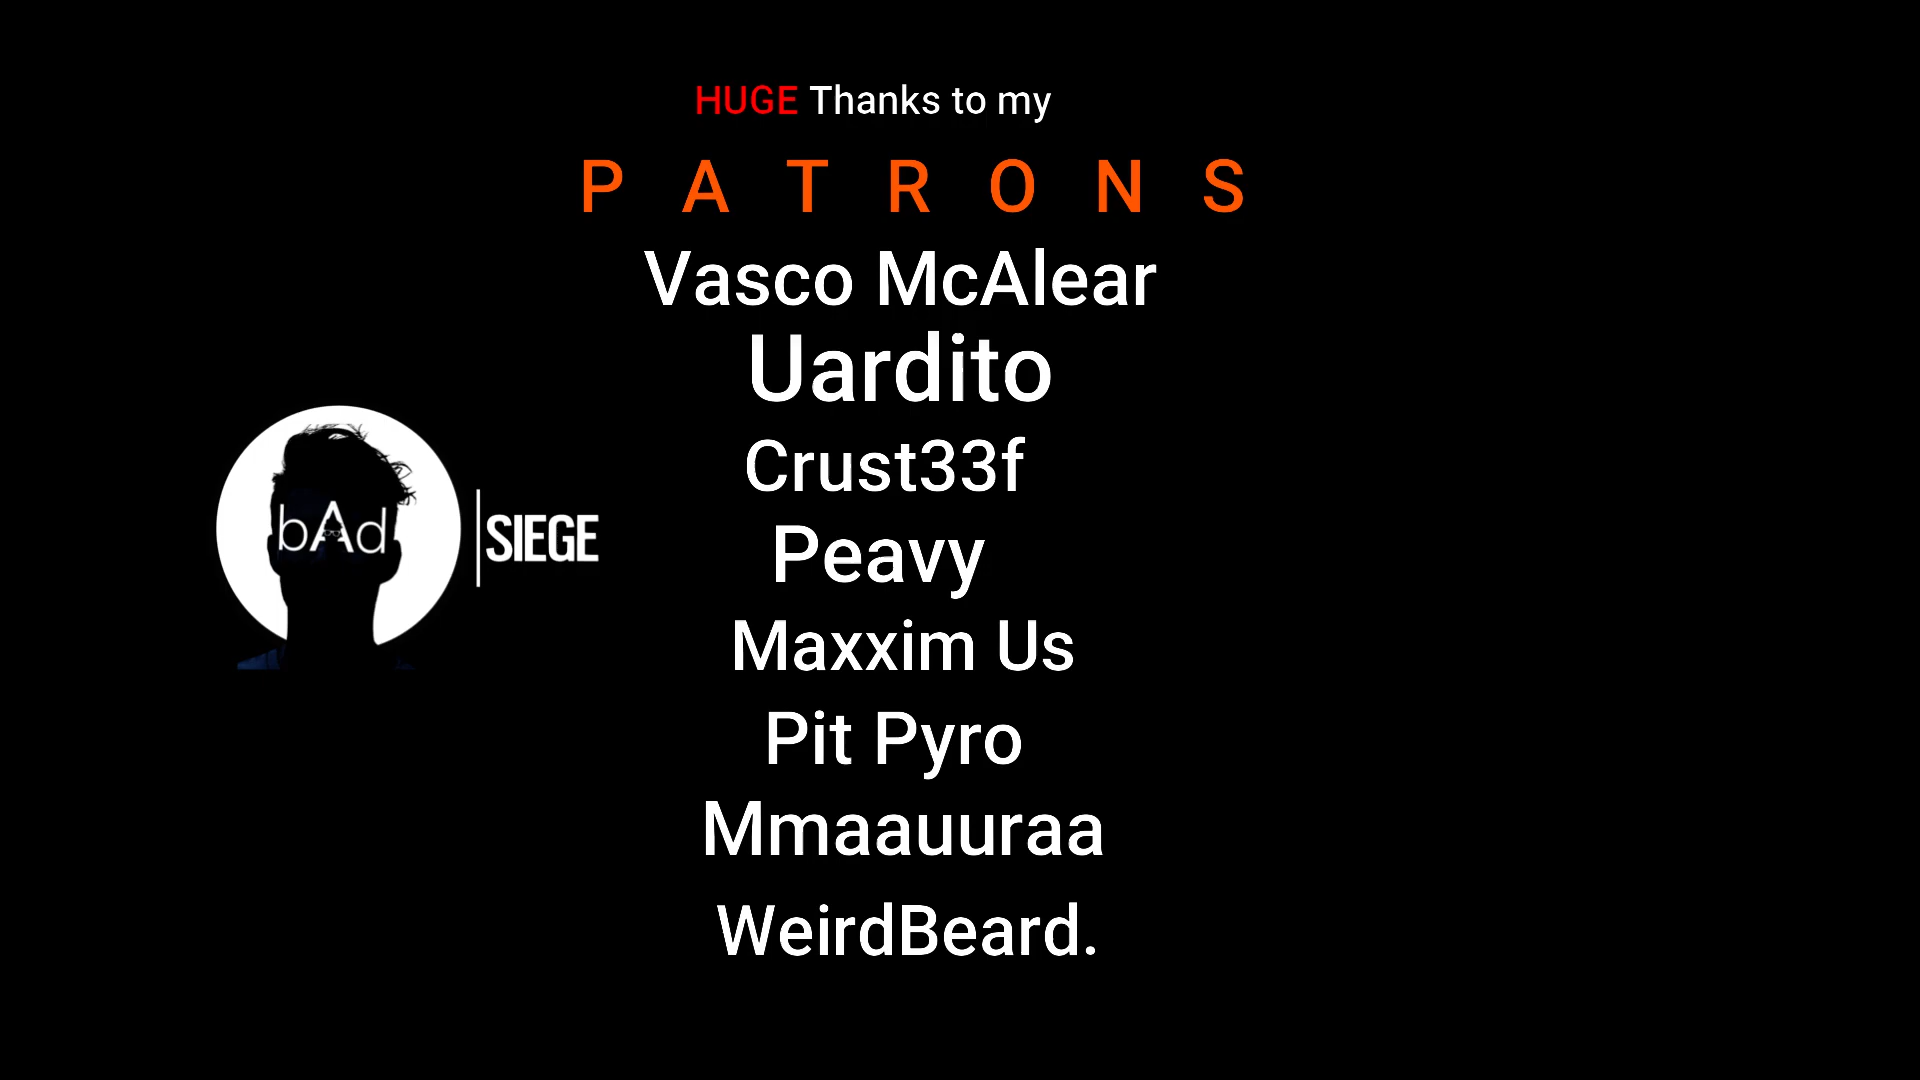 HUGE Thanks to my
P A T R O N S
Vasco McAlear
Uardito
Crust33f
Peavy
Maxxim Us
Pit Pyro
Mmaauuraa
WeirdBeard.
bAd
SIEGE